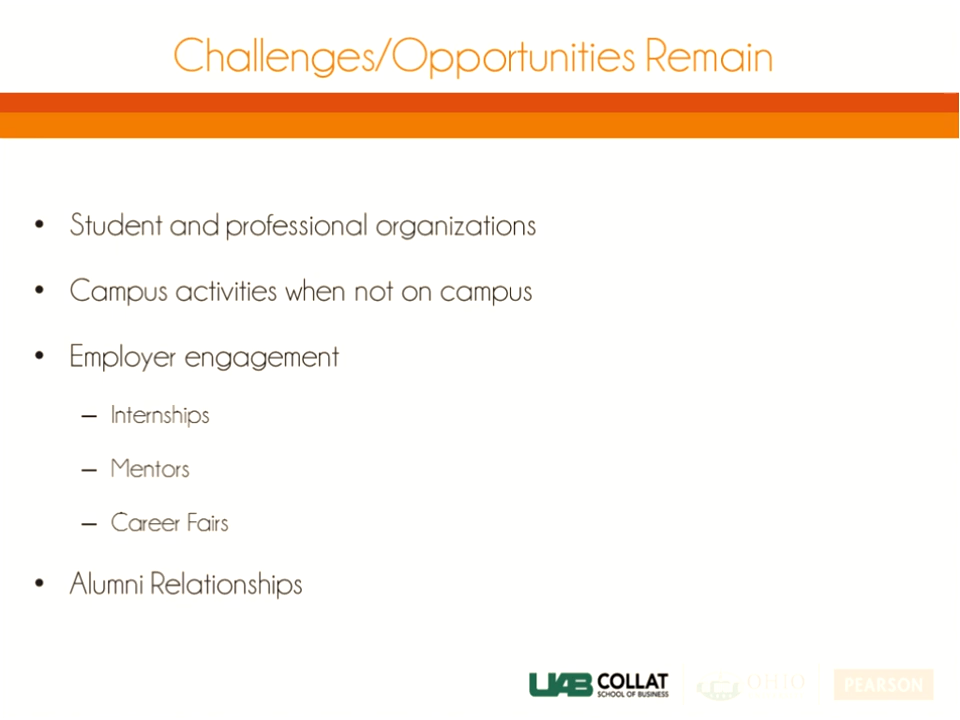 Challenges/Opportunities Remain
• Student and professional organizations
• Campus activities when not on campus
• Employer engagement
– Internships
– Mentors
– Career Fairs
• Alumni Relationships
UAB COLLAT
SCHOOL OF BUSINESS
OHIO
PEARSON